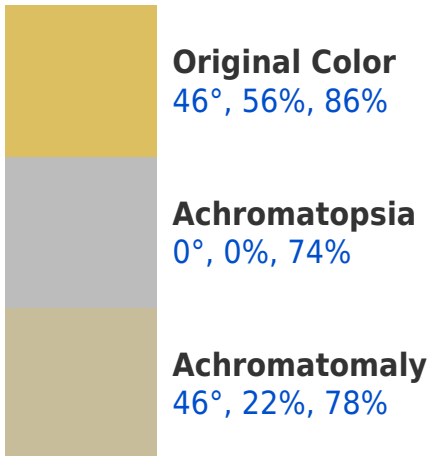 Original Color
46°, 56%, 86%
Achromatopsia
0°, 0%, 74%
Achromatomaly
46°, 22%, 78%